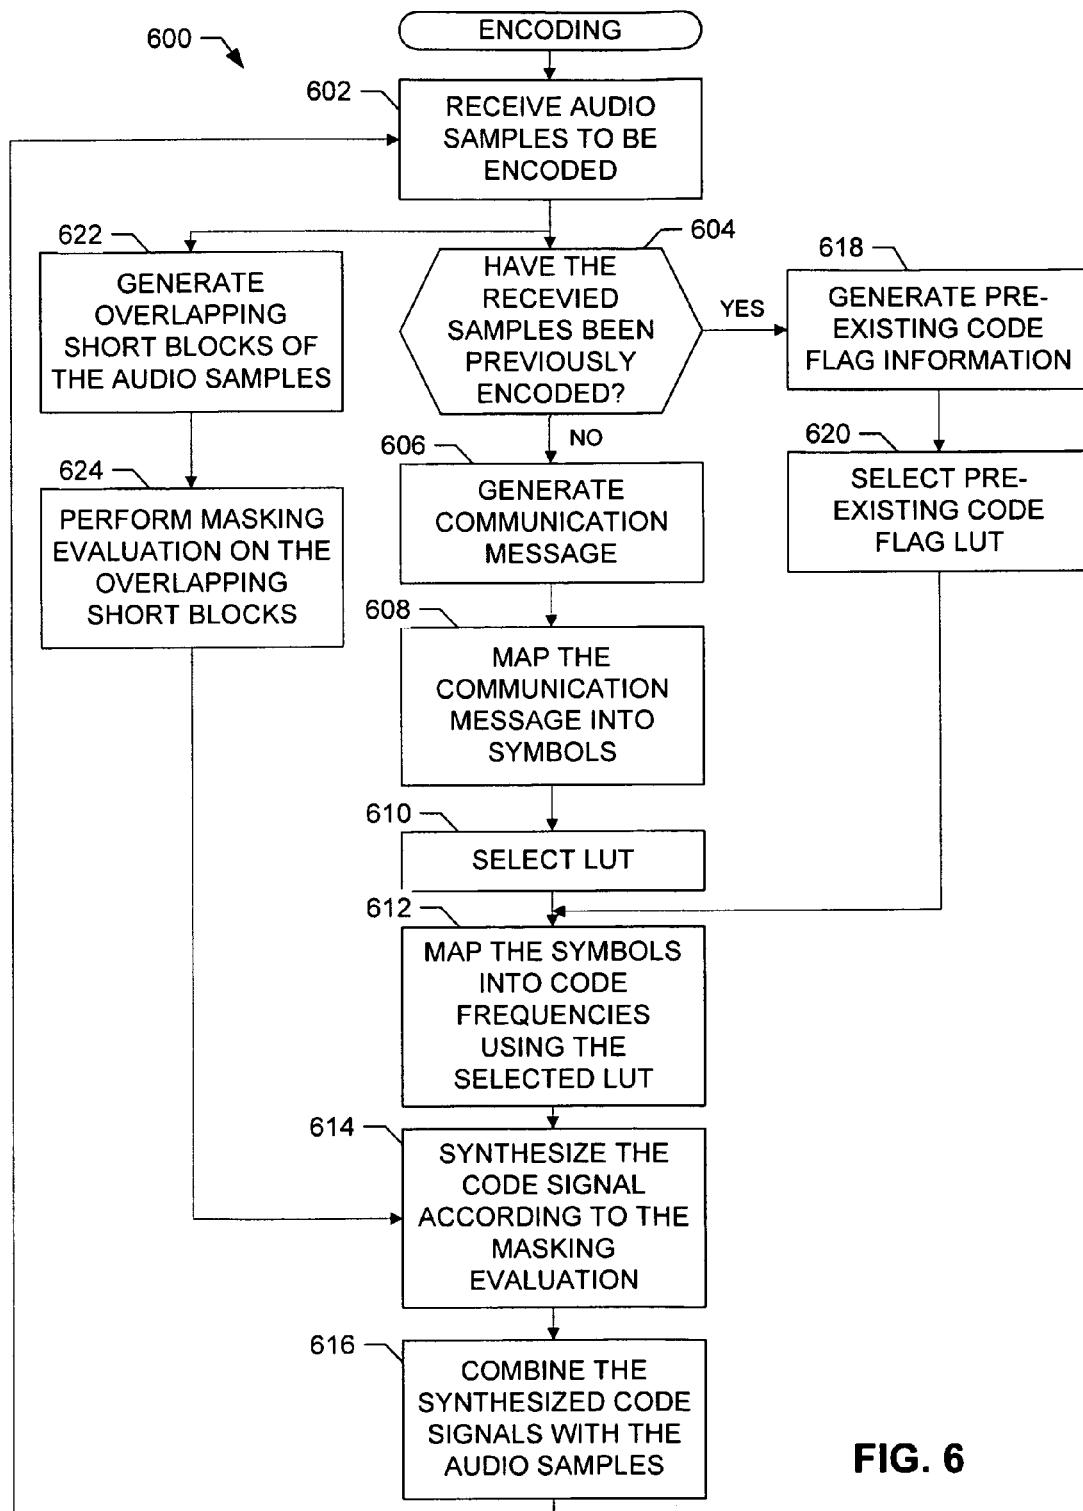 600
ENCODING
602
RECEIVE AUDIO
SAMPLES TO BE
ENCODED
622
GENERATE
OVERLAPPING
SHORT BLOCKS OF
THE AUDIO SAMPLES
604
HAVE THE
RECEVIED
SAMPLES BEEN
PREVIOUSLY
ENCODED?
YES
NO
618
GENERATE PRE-
EXISTING CODE
FLAG INFORMATION
620
SELECT PRE-
EXISTING CODE
FLAG LUT
624
PERFORM MASKING
EVALUATION ON THE
OVERLAPPING
SHORT BLOCKS
606
GENERATE
COMMUNICATION
MESSAGE
608
MAP THE
COMMUNICATION
MESSAGE INTO
SYMBOLS
610
SELECT LUT
612
MAP THE SYMBOLS
INTO CODE
FREQUENCIES
USING THE
SELECTED LUT
614
SYNTHESIZE THE
CODE SIGNAL
ACCORDING TO THE
MASKING
EVALUATION
616
COMBINE THE
SYNTHESIZED CODE
SIGNALS WITH THE
AUDIO SAMPLES
FIG. 6